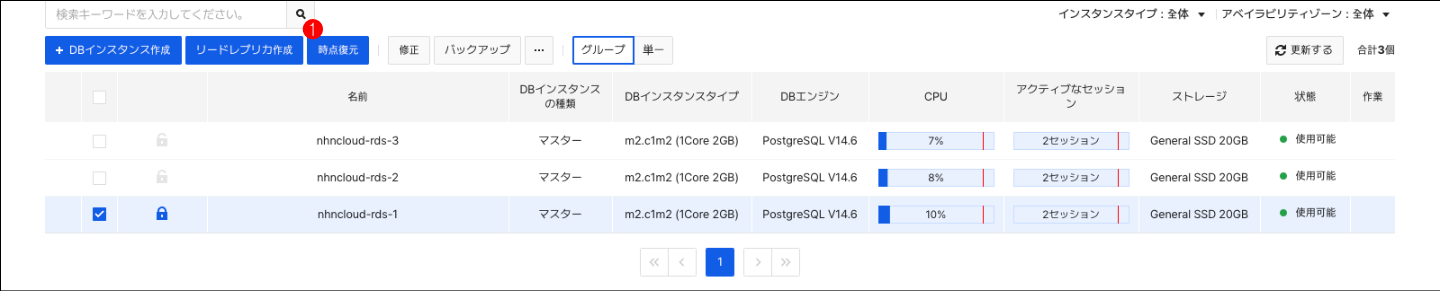 検索キーワードを入力してください。
インスタンスタイプ : 全体 ▼ | アベイラビリティゾーン : 全体 ▼
1
+ DBインスタンス作成 リードレプリカ作成 時点復元 修正 バックアップ ··· グループ 単一 更新する 合計3個
名前 DBインスタンスの種類 DBインスタンスタイプ DBエンジン CPU アクティブなセッション ストレージ 状態 作業
nhncloud-rds-3 マスター m2.c1m2 (1Core 2GB) PostgreSQL V14.6 7% 2セッション General SSD 20GB 使用可能
nhncloud-rds-2 マスター m2.c1m2 (1Core 2GB) PostgreSQL V14.6 8% 2セッション General SSD 20GB 使用可能
nhncloud-rds-1 マスター m2.c1m2 (1Core 2GB) PostgreSQL V14.6 10% 2セッション General SSD 20GB 使用可能
1